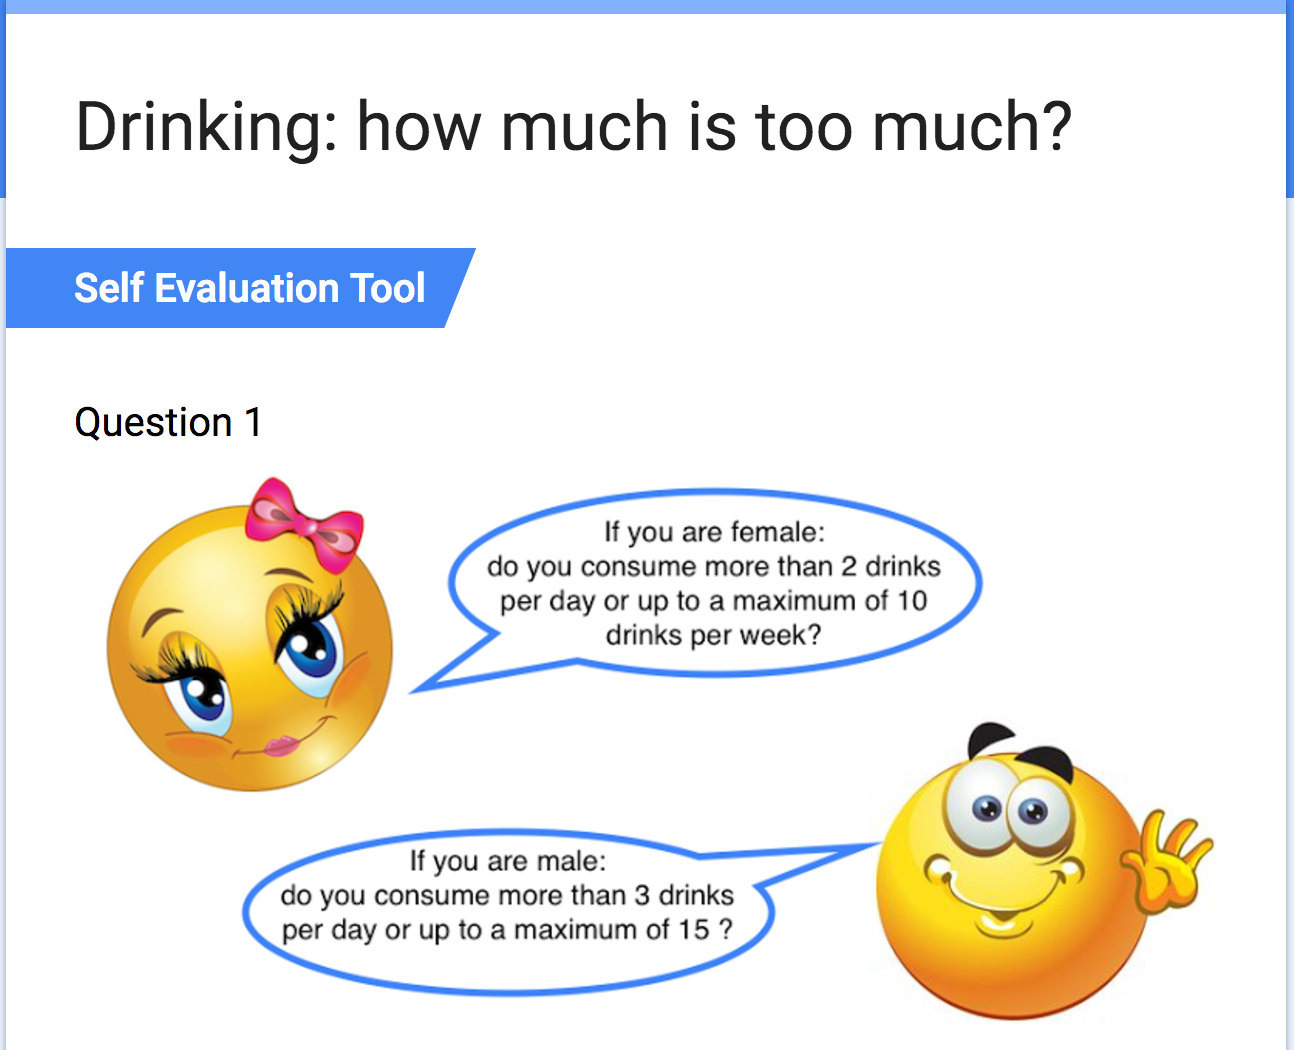 Drinking: how much is too much?
Self Evaluation Tool
Question 1
If you are female:
do you consume more than 2 drinks
per day or up to a maximum of 10
drinks per week?
If you are male:
do you consume more than 3 drinks
per day or up to a maximum of 15 ?